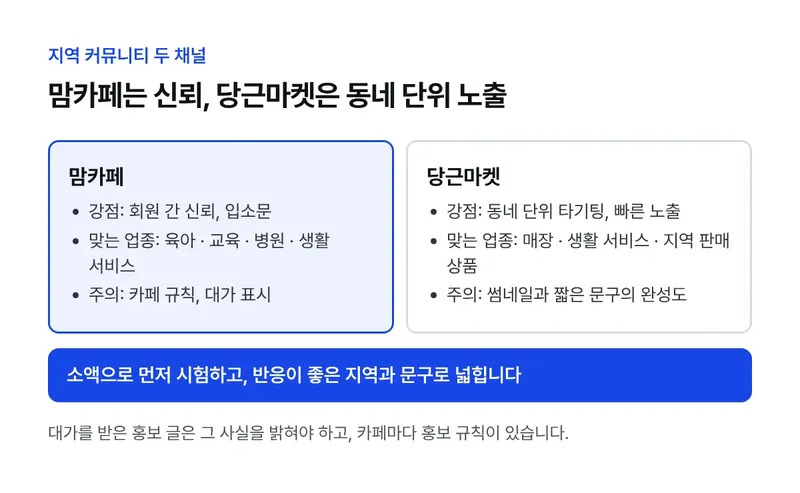 지역 커뮤니티 두 채널
맘카페는 신뢰, 당근마켓은 동네 단위 노출
맘카페
• 강점: 회원 간 신뢰, 입소문
• 맞는 업종: 육아 · 교육 · 병원 · 생활
서비스
• 주의: 카페 규칙, 대가 표시
당근마켓
• 강점: 동네 단위 타기팅, 빠른 노출
• 맞는 업종: 매장 · 생활 서비스 · 지역 판매
상품
• 주의: 썸네일과 짧은 문구의 완성도
소액으로 먼저 시험하고, 반응이 좋은 지역과 문구로 넓힙니다
대가를 받은 홍보 글은 그 사실을 밝혀야 하고, 카페마다 홍보 규칙이 있습니다.